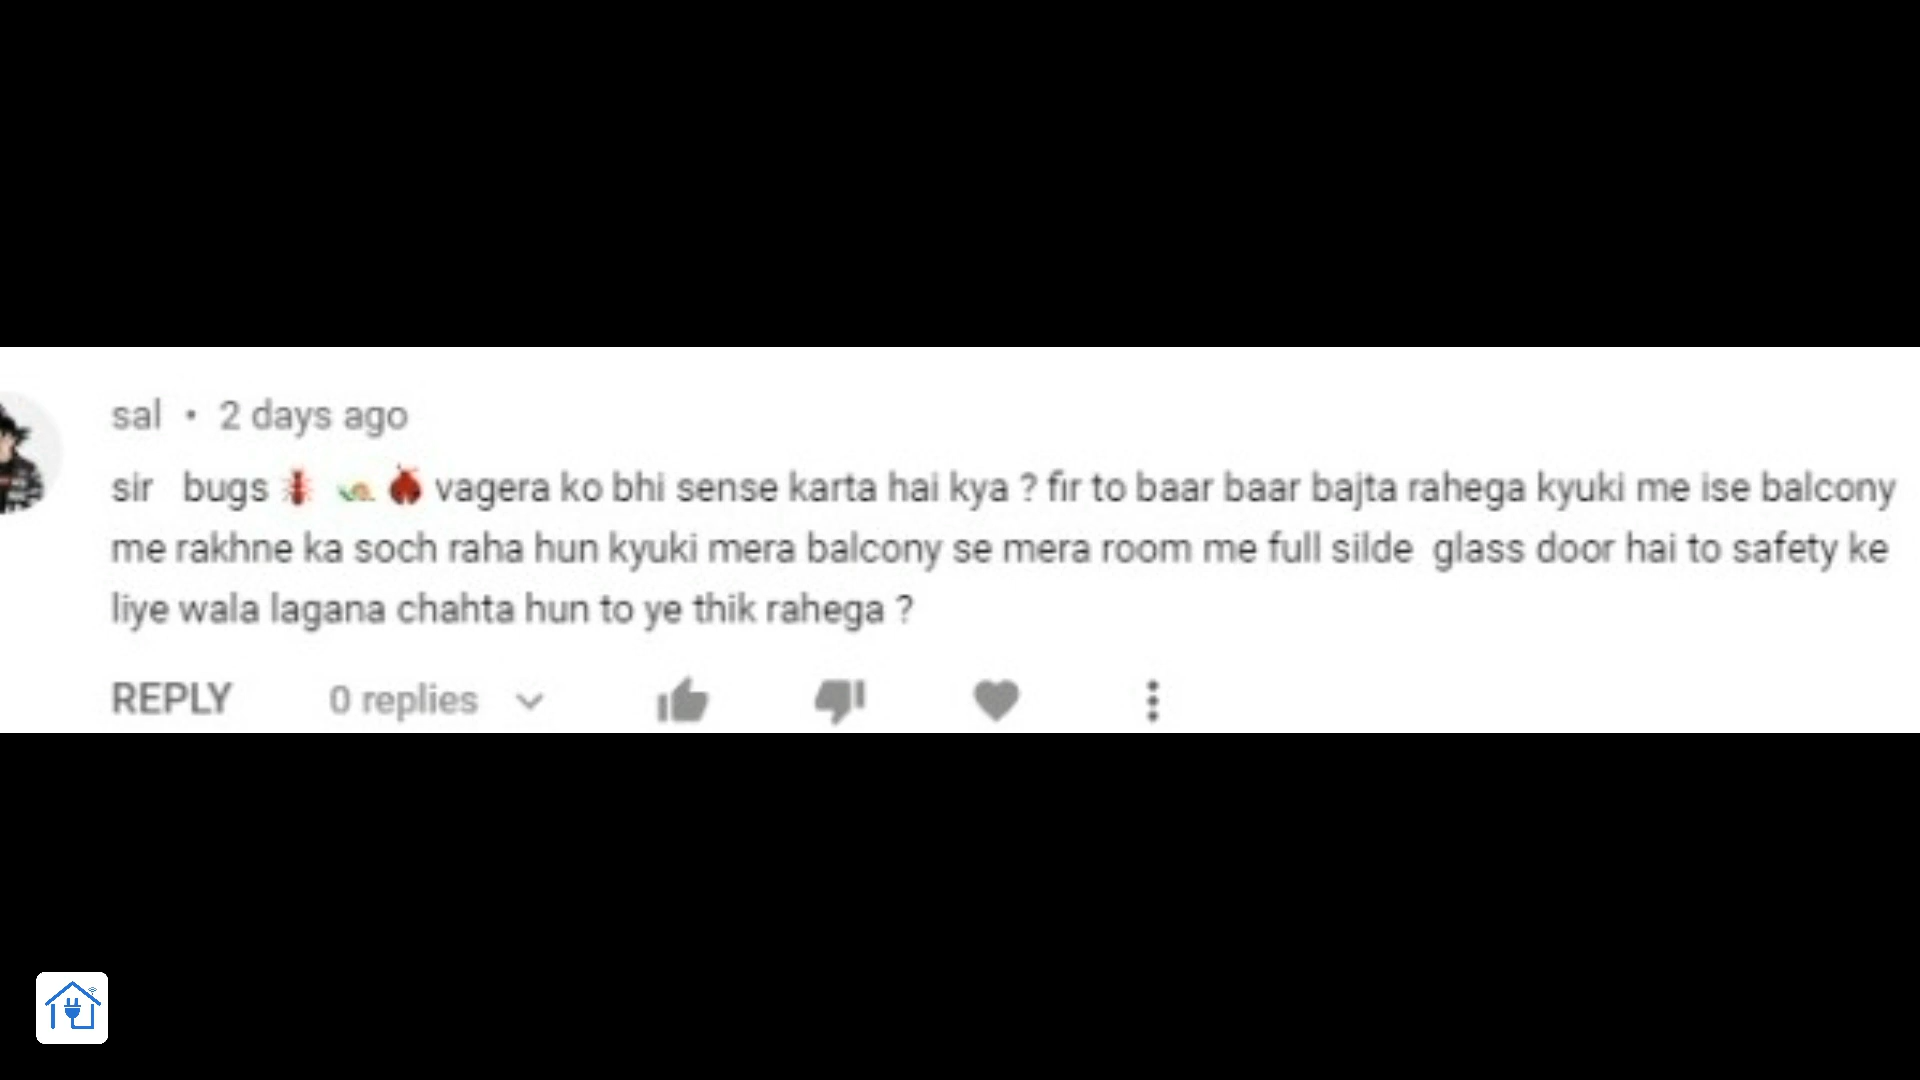 sal • 2 days ago
sir bugs 🐜 🐌 🐞 vagera ko bhi sense karta hai kya ? fir to baar baar bajta rahega kyuki me ise balcony
me rakhne ka soch raha hun kyuki mera balcony se mera room me full silde glass door hai to safety ke
liye wala lagana chahta hun to ye thik rahega ?
REPLY 0 replies